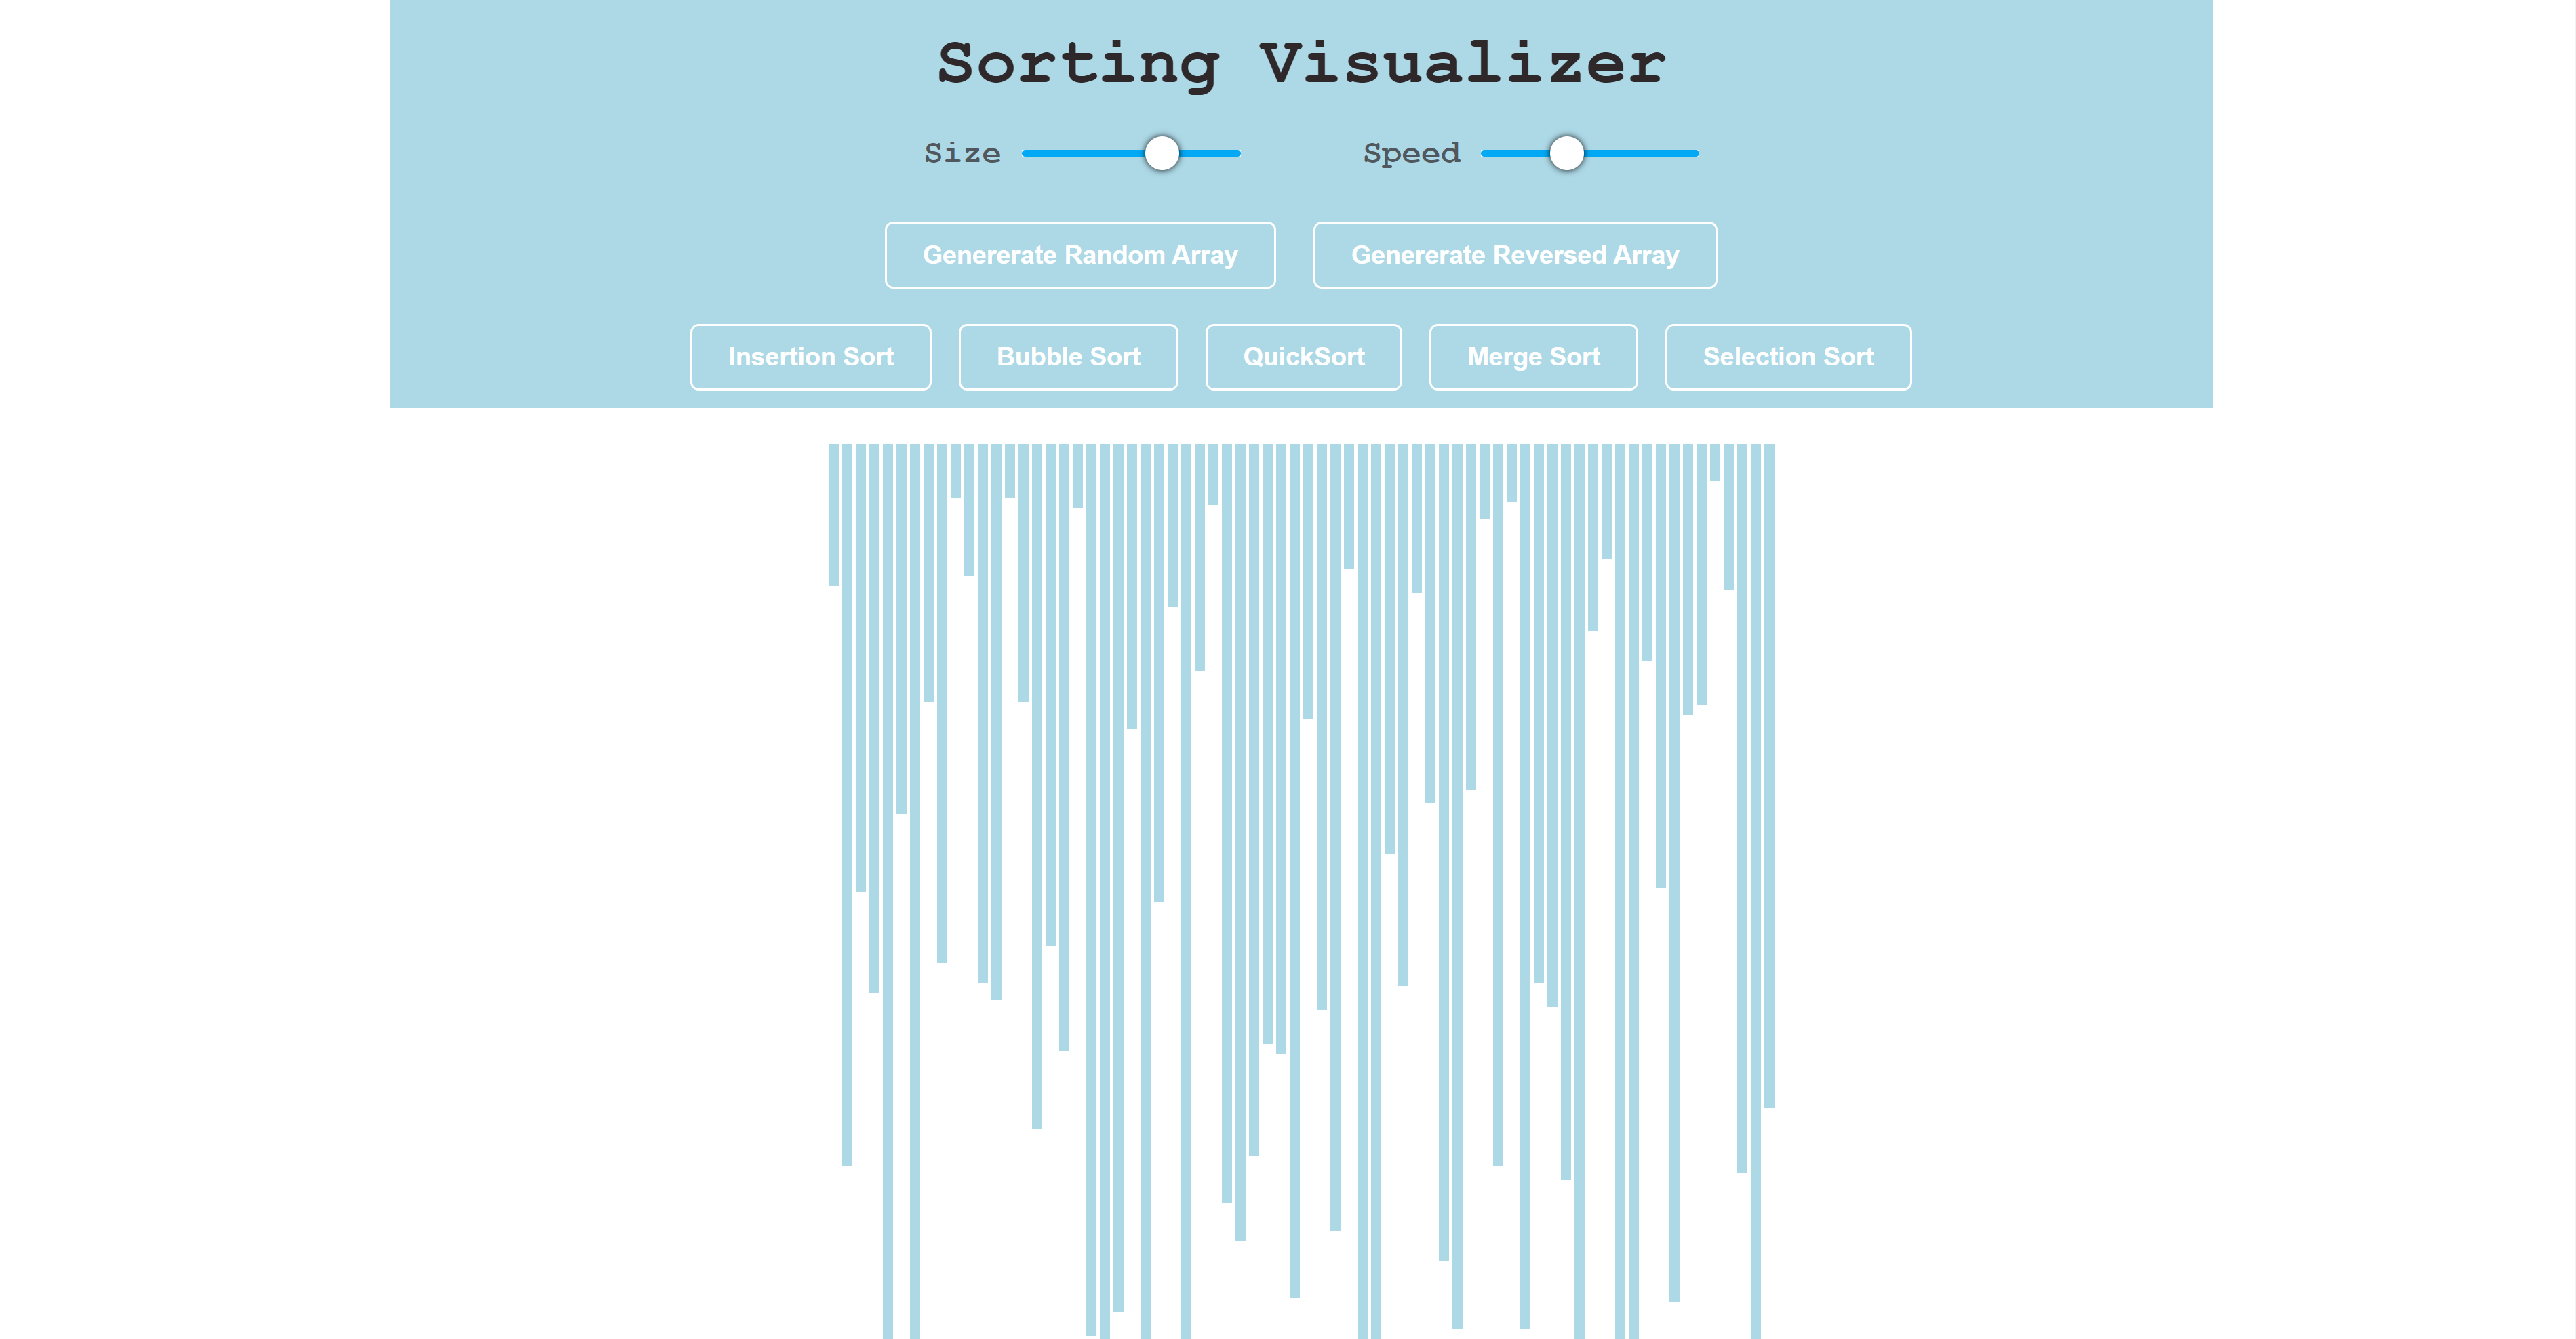 Sorting Visualizer
Size Speed
Genererate Random Array Genererate Reversed Array
Insertion Sort Bubble Sort QuickSort Merge Sort Selection Sort